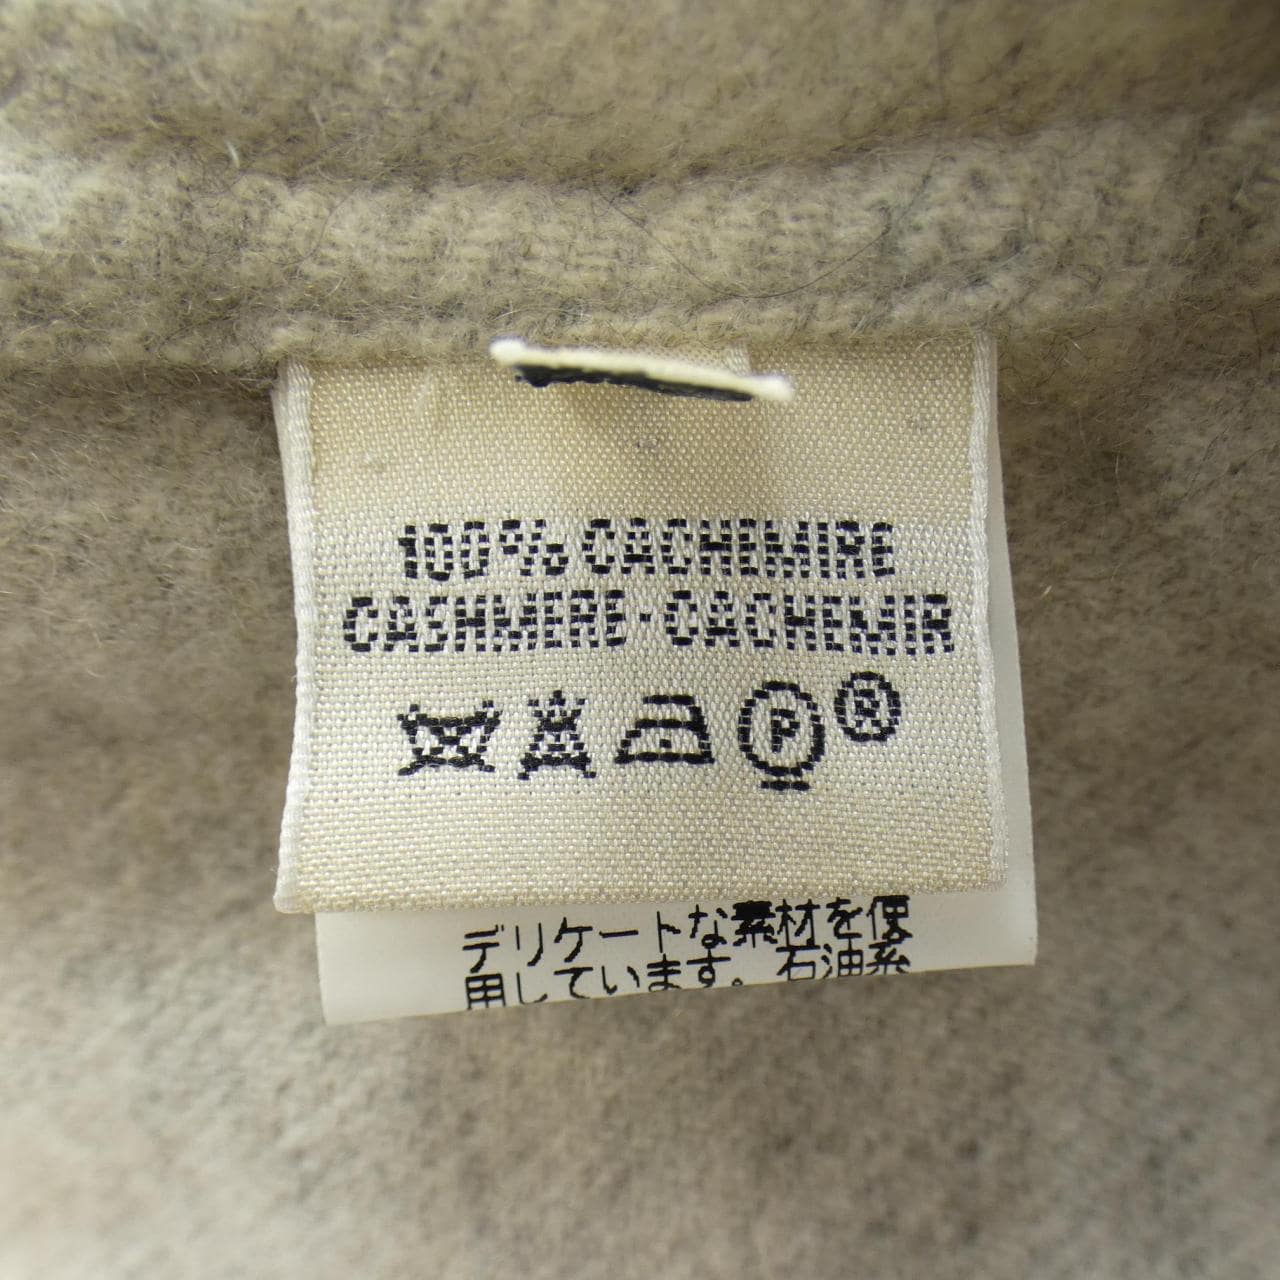 100% CACHEMIRE
CASHMERE·CACHEMIR
P ®
デリケートな素材を使
用しています。石油系